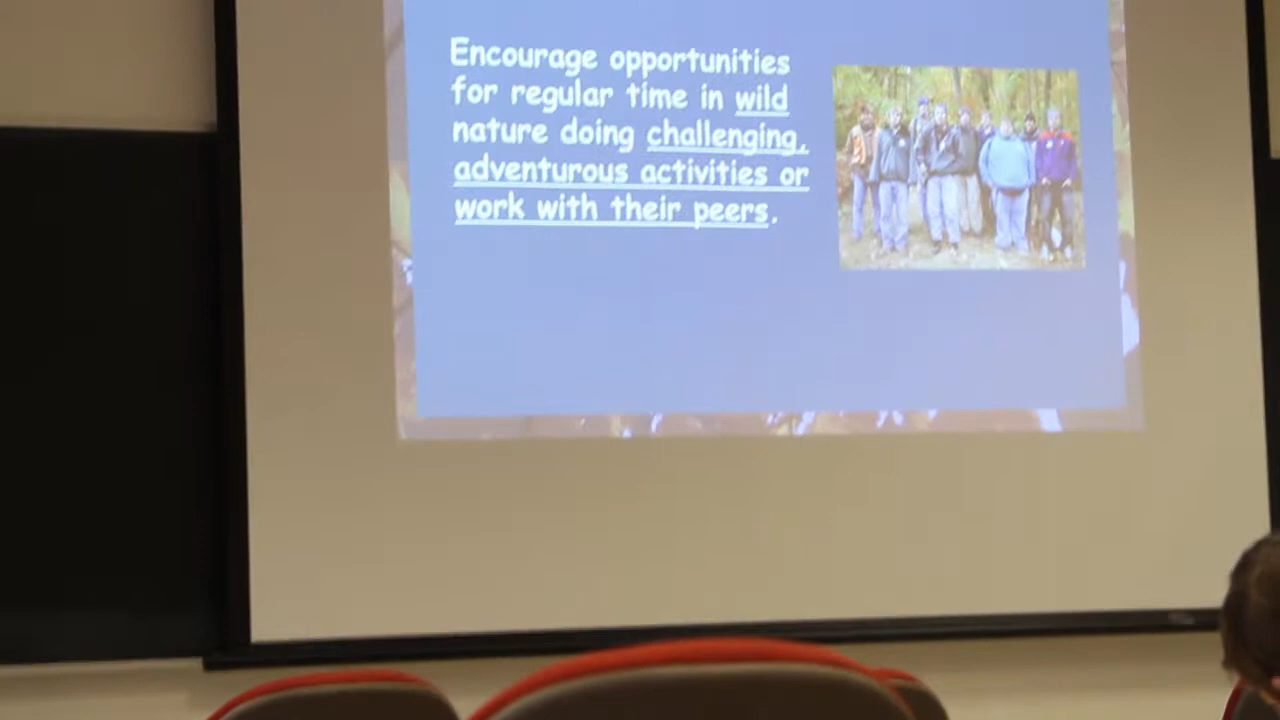 Encourage opportunities
for regular time in wild
nature doing challenging,
adventurous activities or
work with their peers.